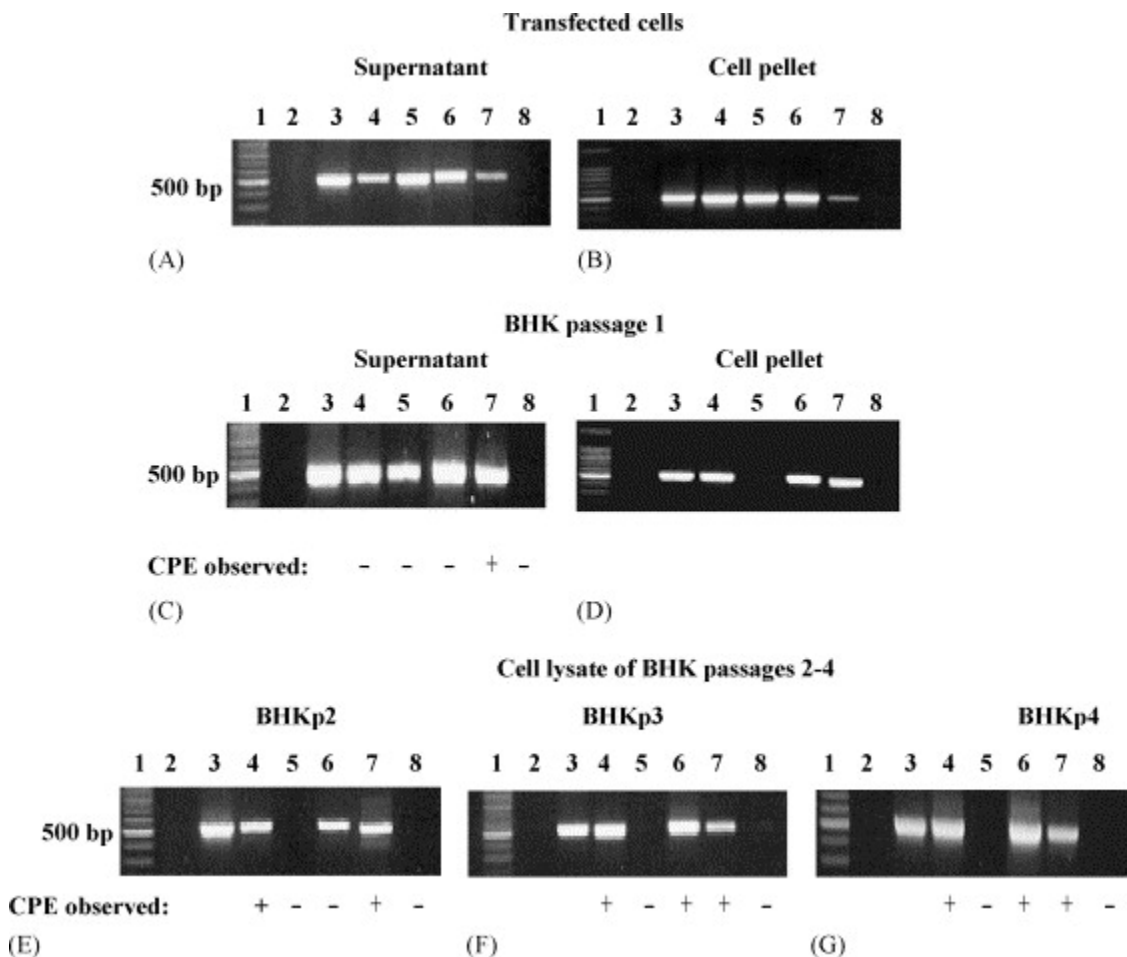 Transfected cells
Supernatant Cell pellet
1 2 3 4 5 6 7 8 1 2 3 4 5 6 7 8
500 bp
(A) (B)
BHK passage 1
Supernatant Cell pellet
1 2 3 4 5 6 7 8 1 2 3 4 5 6 7 8
500 bp
CPE observed: - - - + -
(C) (D)
Cell lysate of BHK passages 2-4
BHKp2 BHKp3 BHKp4
1 2 3 4 5 6 7 8 1 2 3 4 5 6 7 8 1 2 3 4 5 6 7 8
500 bp
CPE observed: + - - + - + - + + - + - + + -
(E) (F) (G)